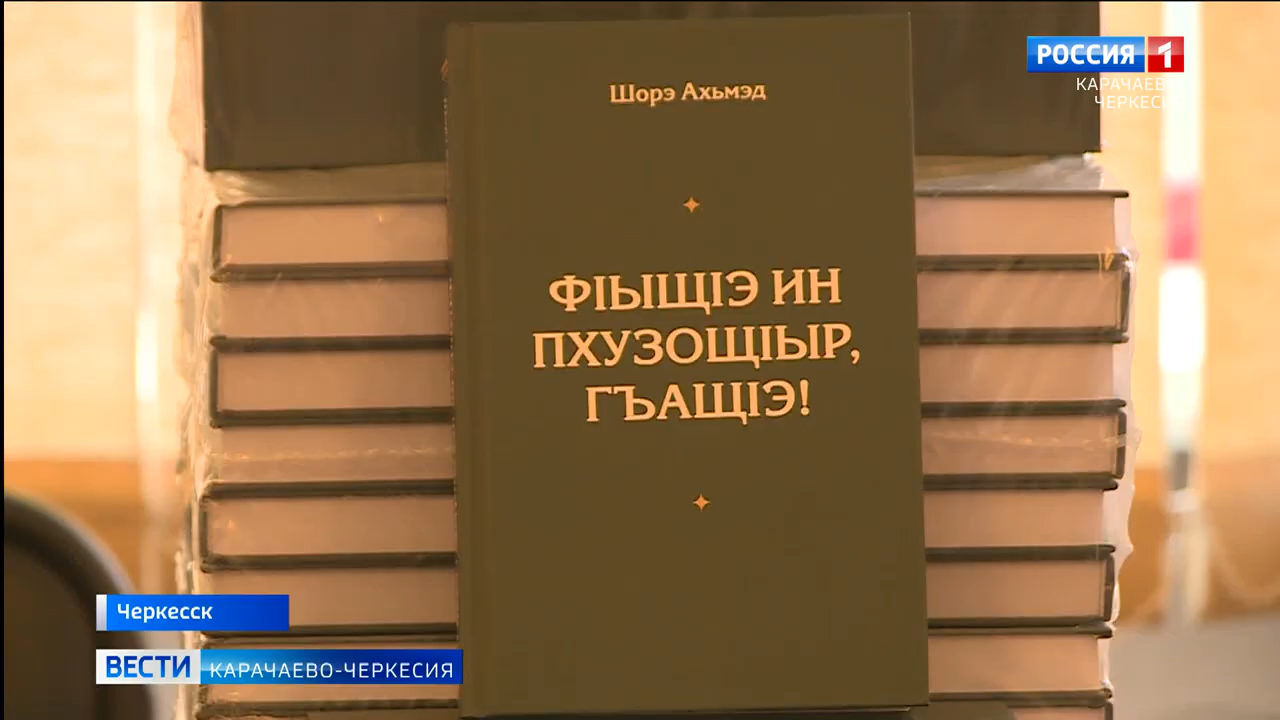 Шорэ Ахьмэд
ФІЫЩІЭ ИН
ПХУЗОЩІЫР,
ГЪАЩІЭ!
РОССИЯ 1
КАРАЧАЕВО
ЧЕРКЕСИЯ
Черкесск
ВЕСТИ КАРАЧАЕВО-ЧЕРКЕСИЯ